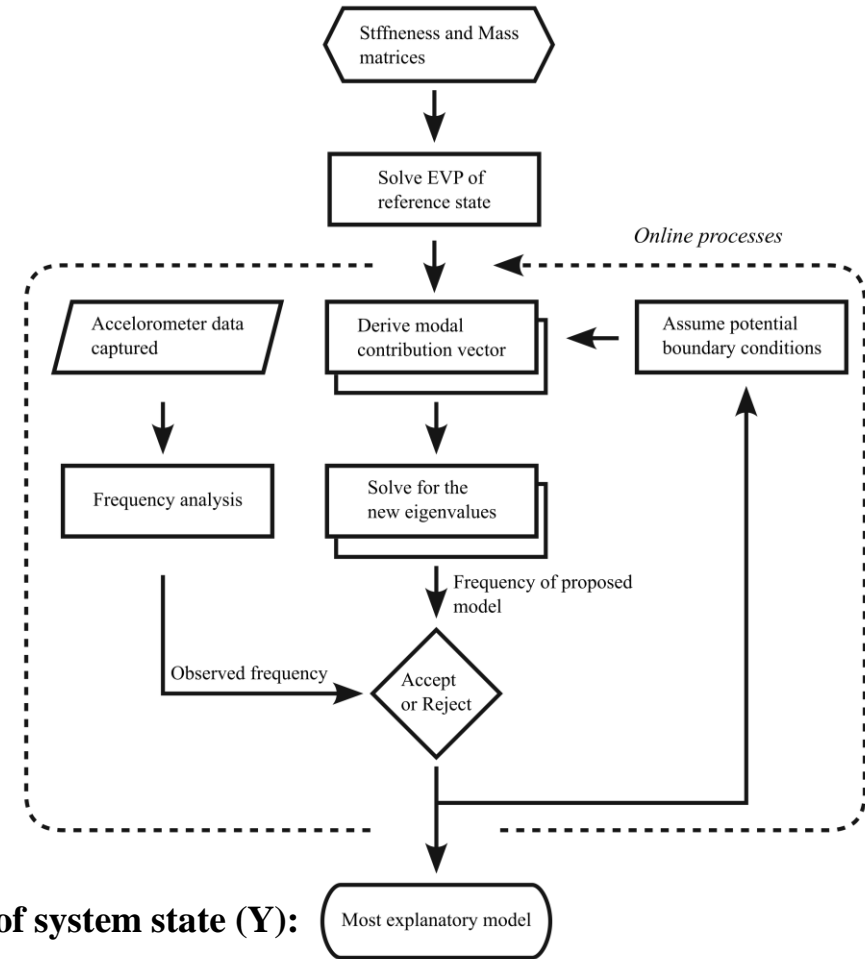 Stffneness and Mass
matrices
Solve EVP of
reference state
Online processes
Accelorometer data
captured
Derive modal
contribution vector
Assume potential
boundary conditions
Frequency analysis
Solve for the
new eigenvalues
Frequency of proposed
model
Observed frequency
Accept
or Reject
of system state (Y):
Most explanatory model